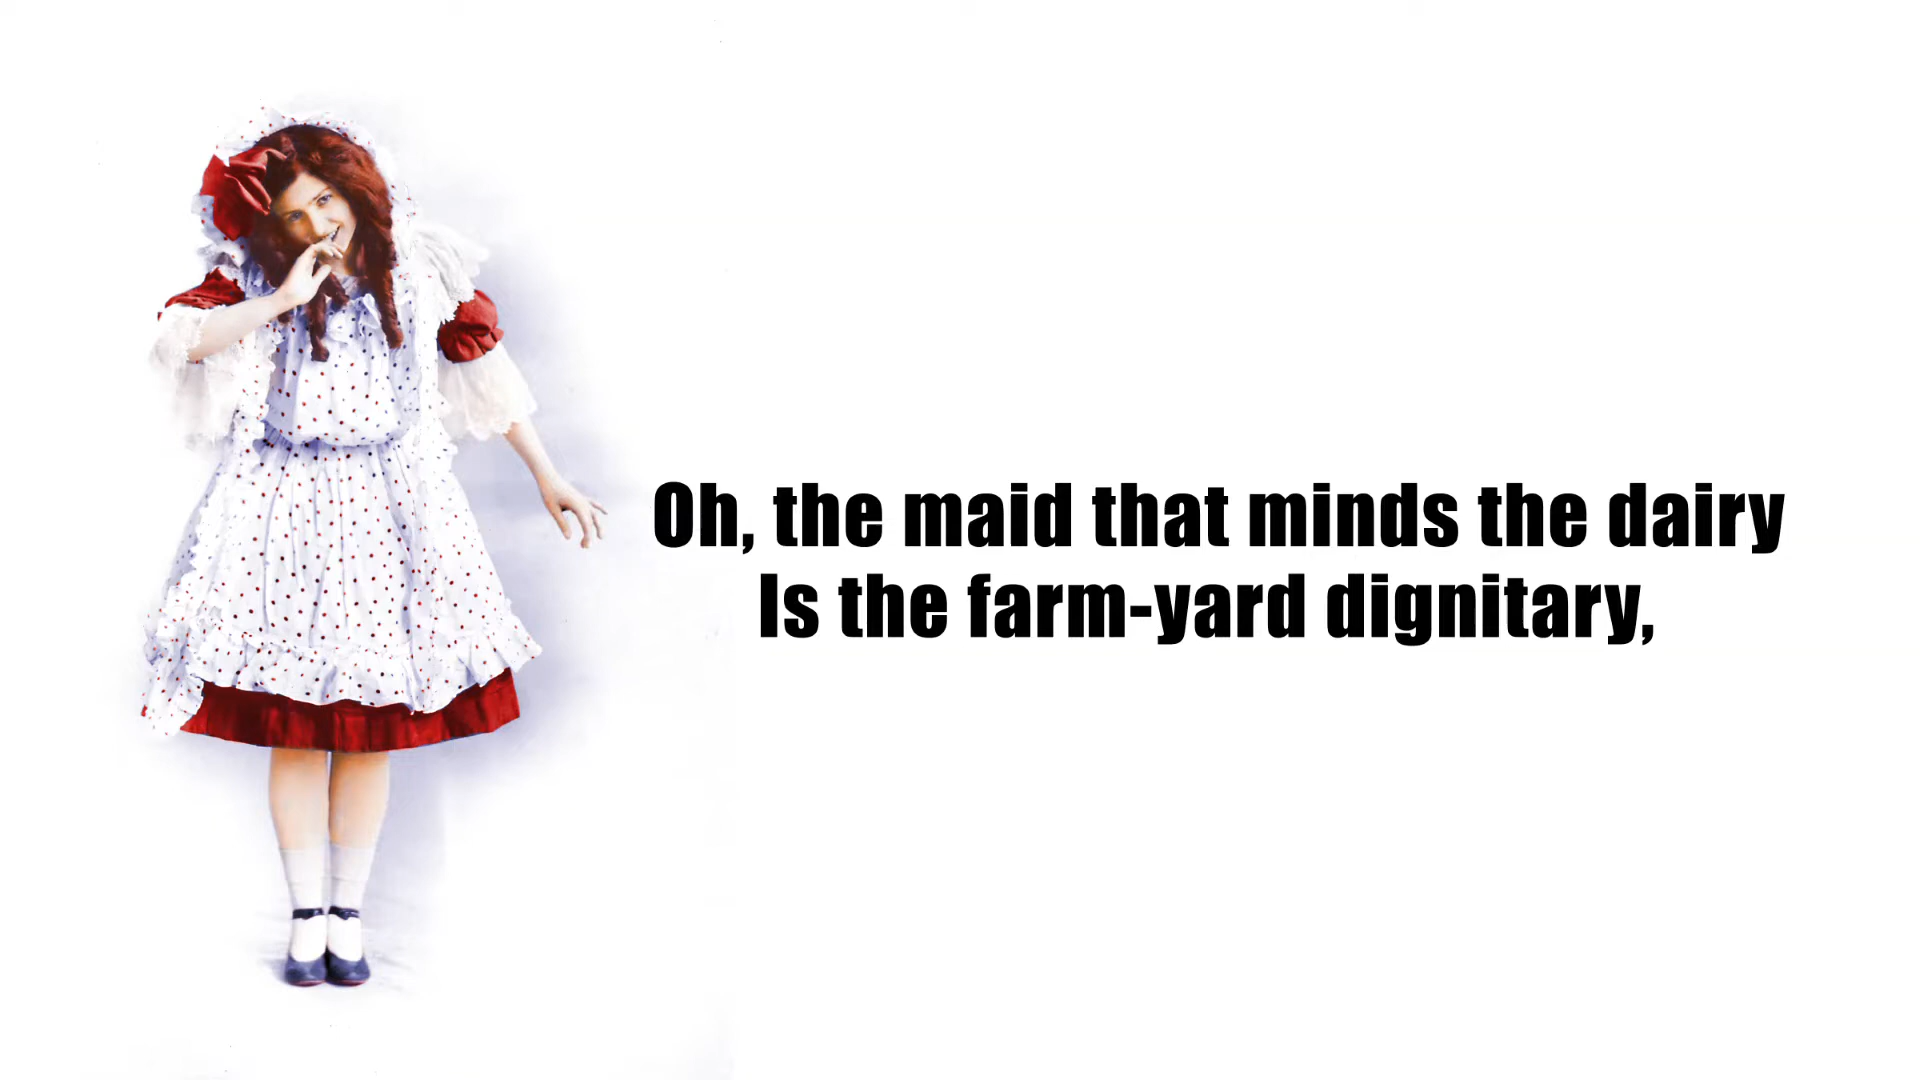 Oh, the maid that minds the dairy
Is the farm-yard dignitary,